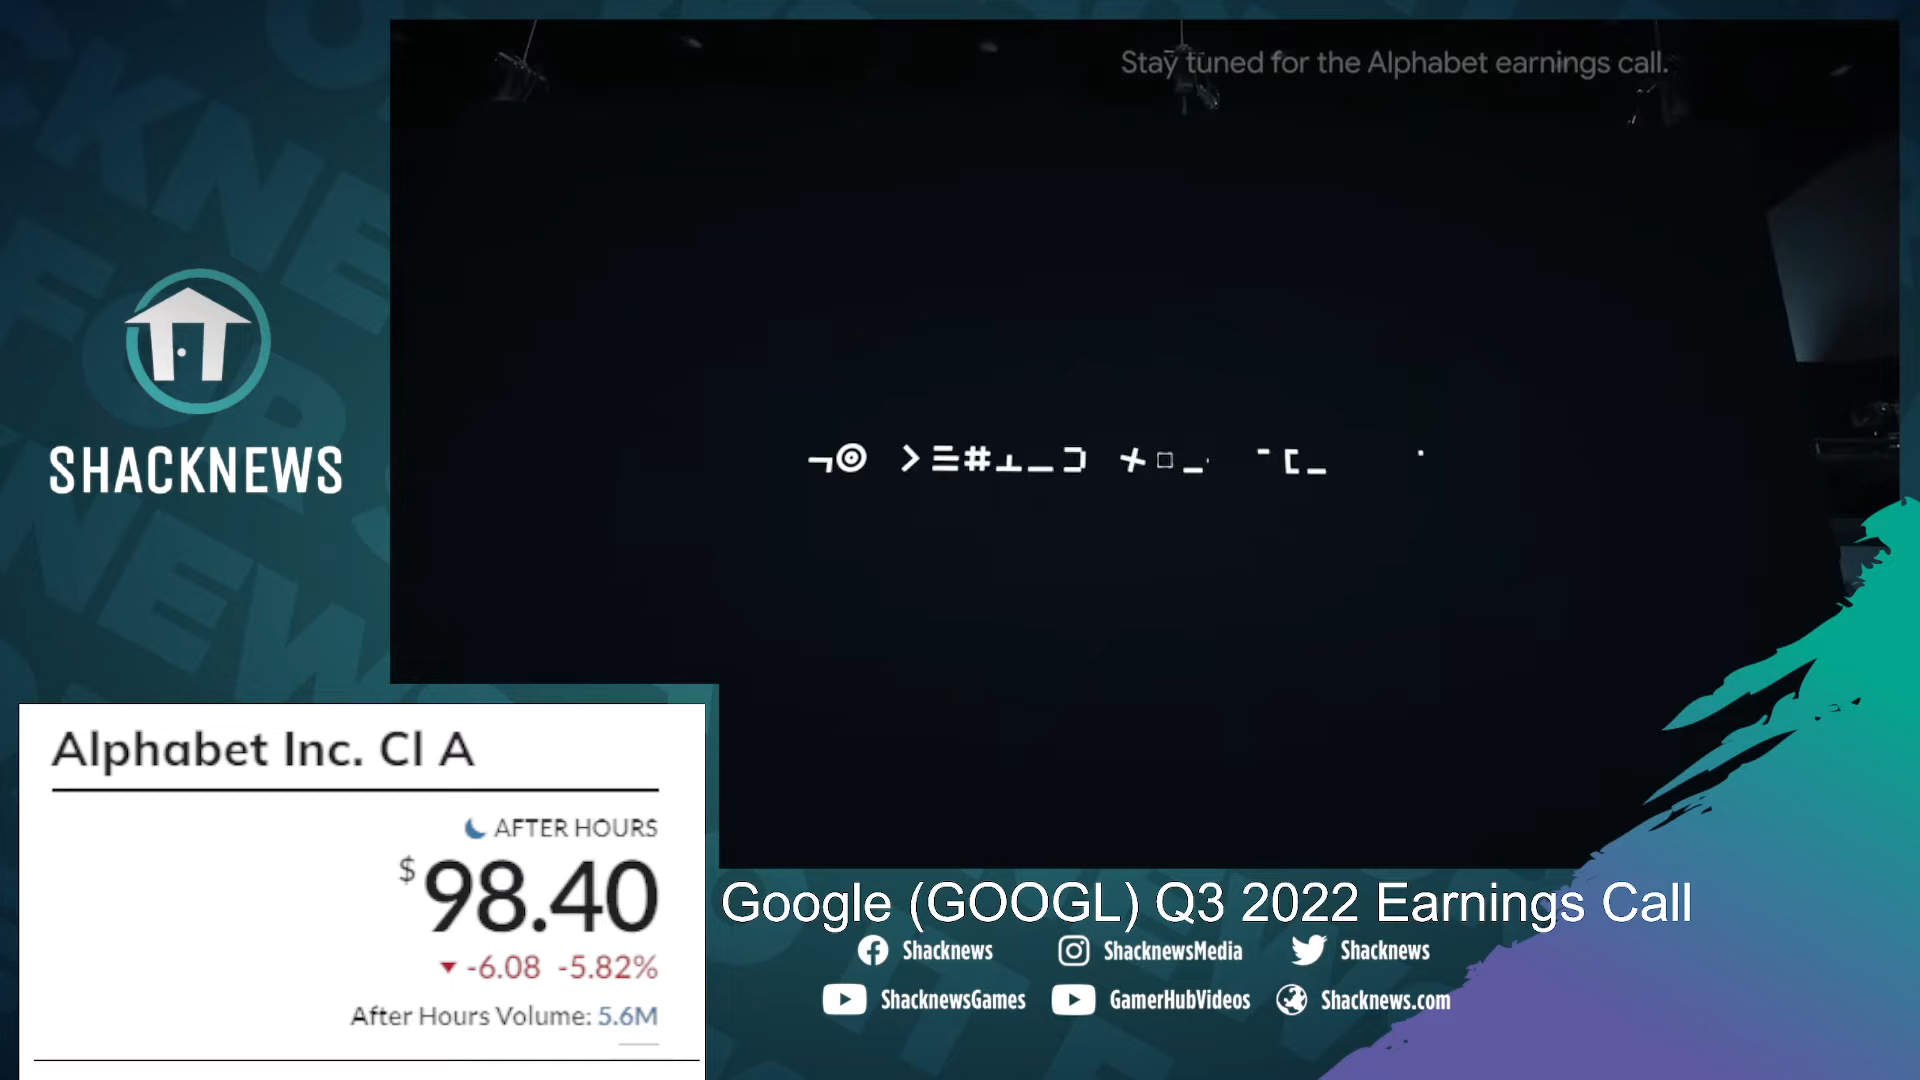 Stay tuned for the Alphabet earnings call.
SHACKNEWS
Alphabet Inc. Cl A
AFTER HOURS
$98.40
-6.08 -5.82%
After Hours Volume: 5.6M
Google (GOOGL) Q3 2022 Earnings Call
Shacknews ShacknewsMedia Shacknews
ShacknewsGames GamerHubVideos Shacknews.com